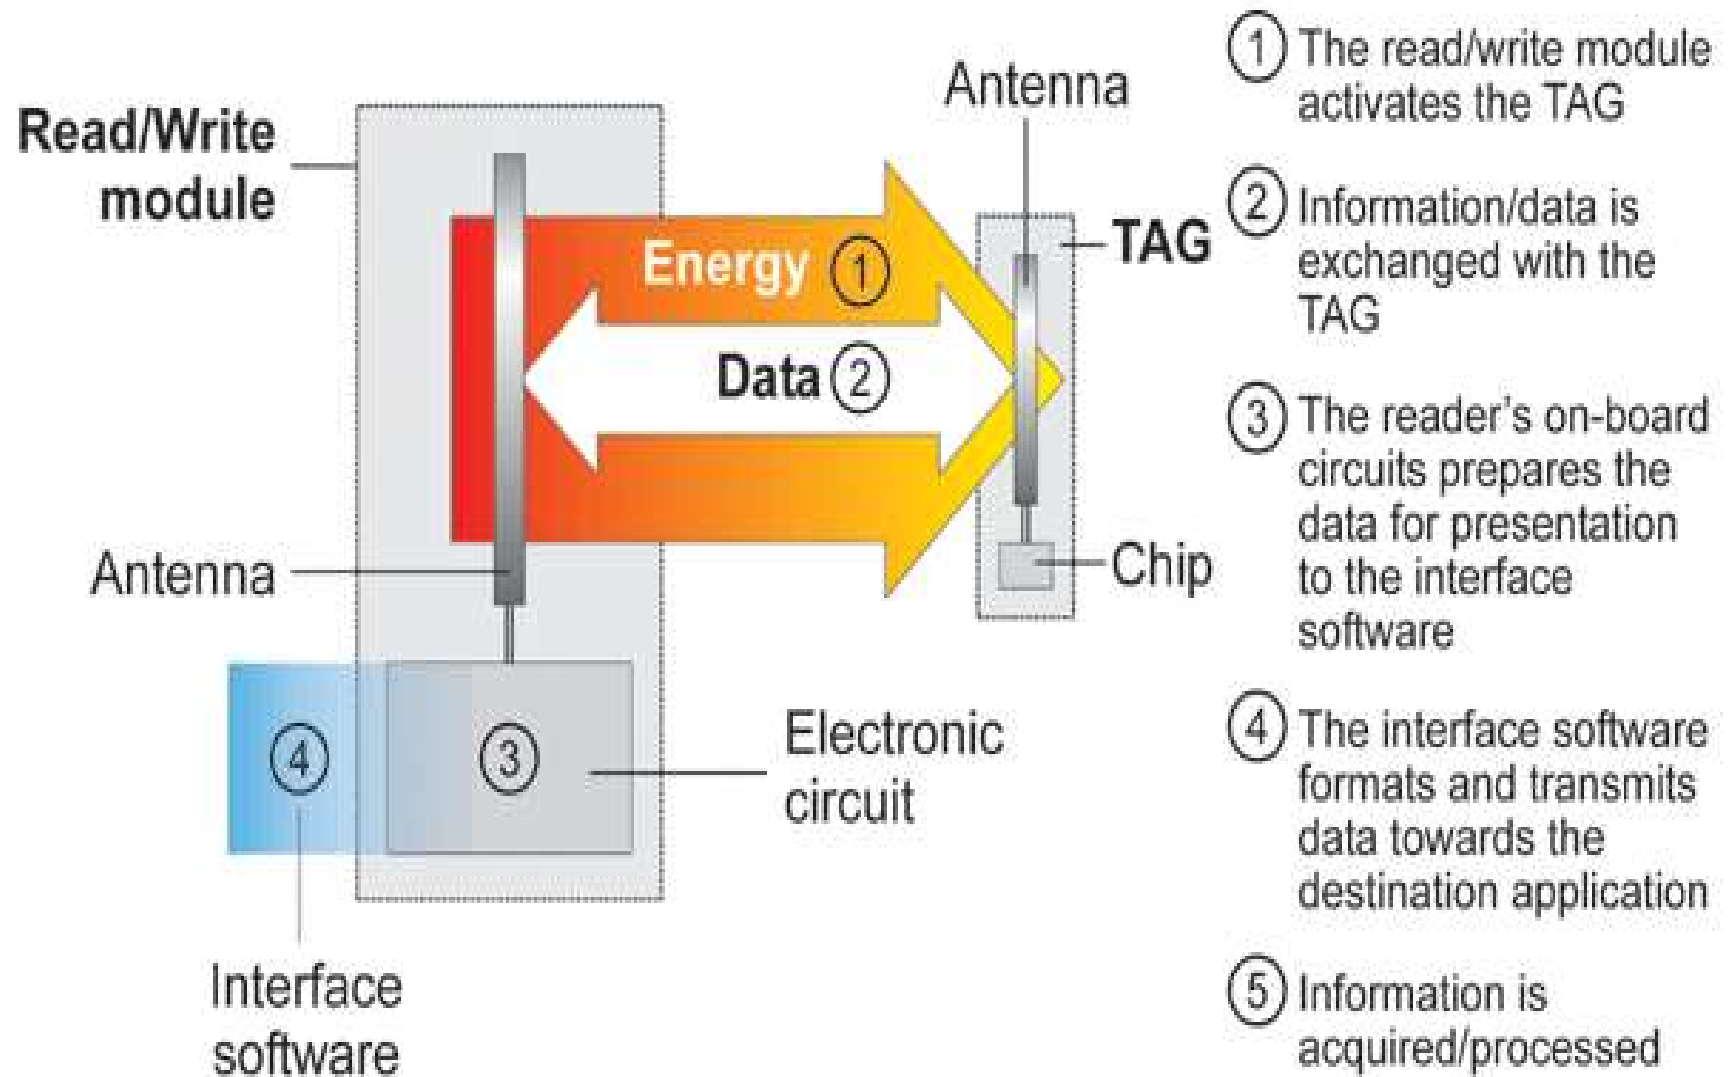 Read/Write
module
Antenna
TAG
Energy ①
Data ②
Antenna
Chip
④
③
Electronic
circuit
Interface
software
① The read/write module
activates the TAG
② Information/data is
exchanged with the
TAG
③ The reader's on-board
circuits prepares the
data for presentation
to the interface
software
④ The interface software
formats and transmits
data towards the
destination application
⑤ Information is
acquired/processed